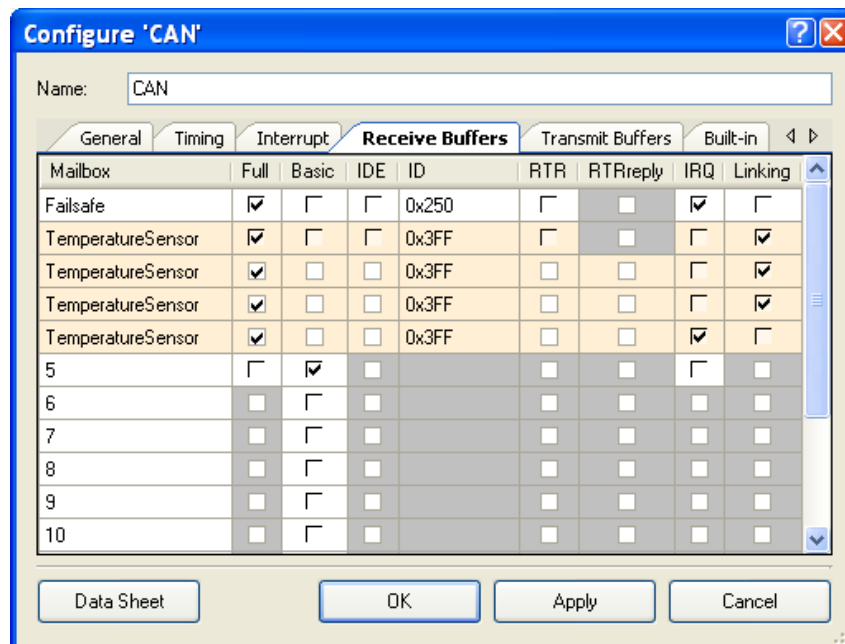 Configure 'CAN'
Name: CAN
General Timing Interrupt Receive Buffers Transmit Buffers Built-in
Mailbox Full Basic IDE ID RTR RTRreply IRQ Linking
Failsafe 0x250
TemperatureSensor 0x3FF
TemperatureSensor 0x3FF
TemperatureSensor 0x3FF
TemperatureSensor 0x3FF
5
6
7
8
9
10
Data Sheet OK Apply Cancel